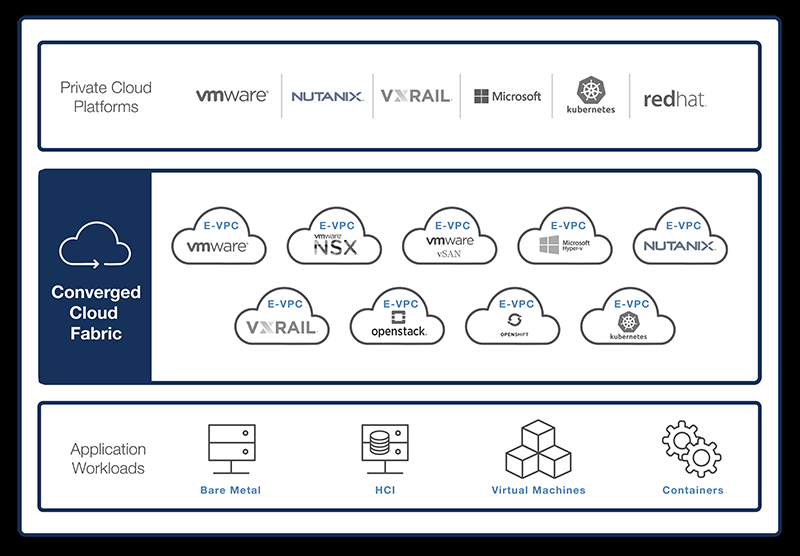 Private Cloud
Platforms
vmware®
NUTANIX.
VXRAIL.
Microsoft
kubernetes
redhat.
Converged
Cloud
Fabric
E-VPC
vmware®
E-VPC
vmware®
NSX
E-VPC
vmware®
vSAN
E-VPC
Microsoft
Hyper-v
E-VPC
NUTANIX.
E-VPC
VXRAIL.
E-VPC
openstack.
E-VPC
OPENSHIFT
E-VPC
kubernetes
Application
Workloads
Bare Metal
HCI
Virtual Machines
Containers